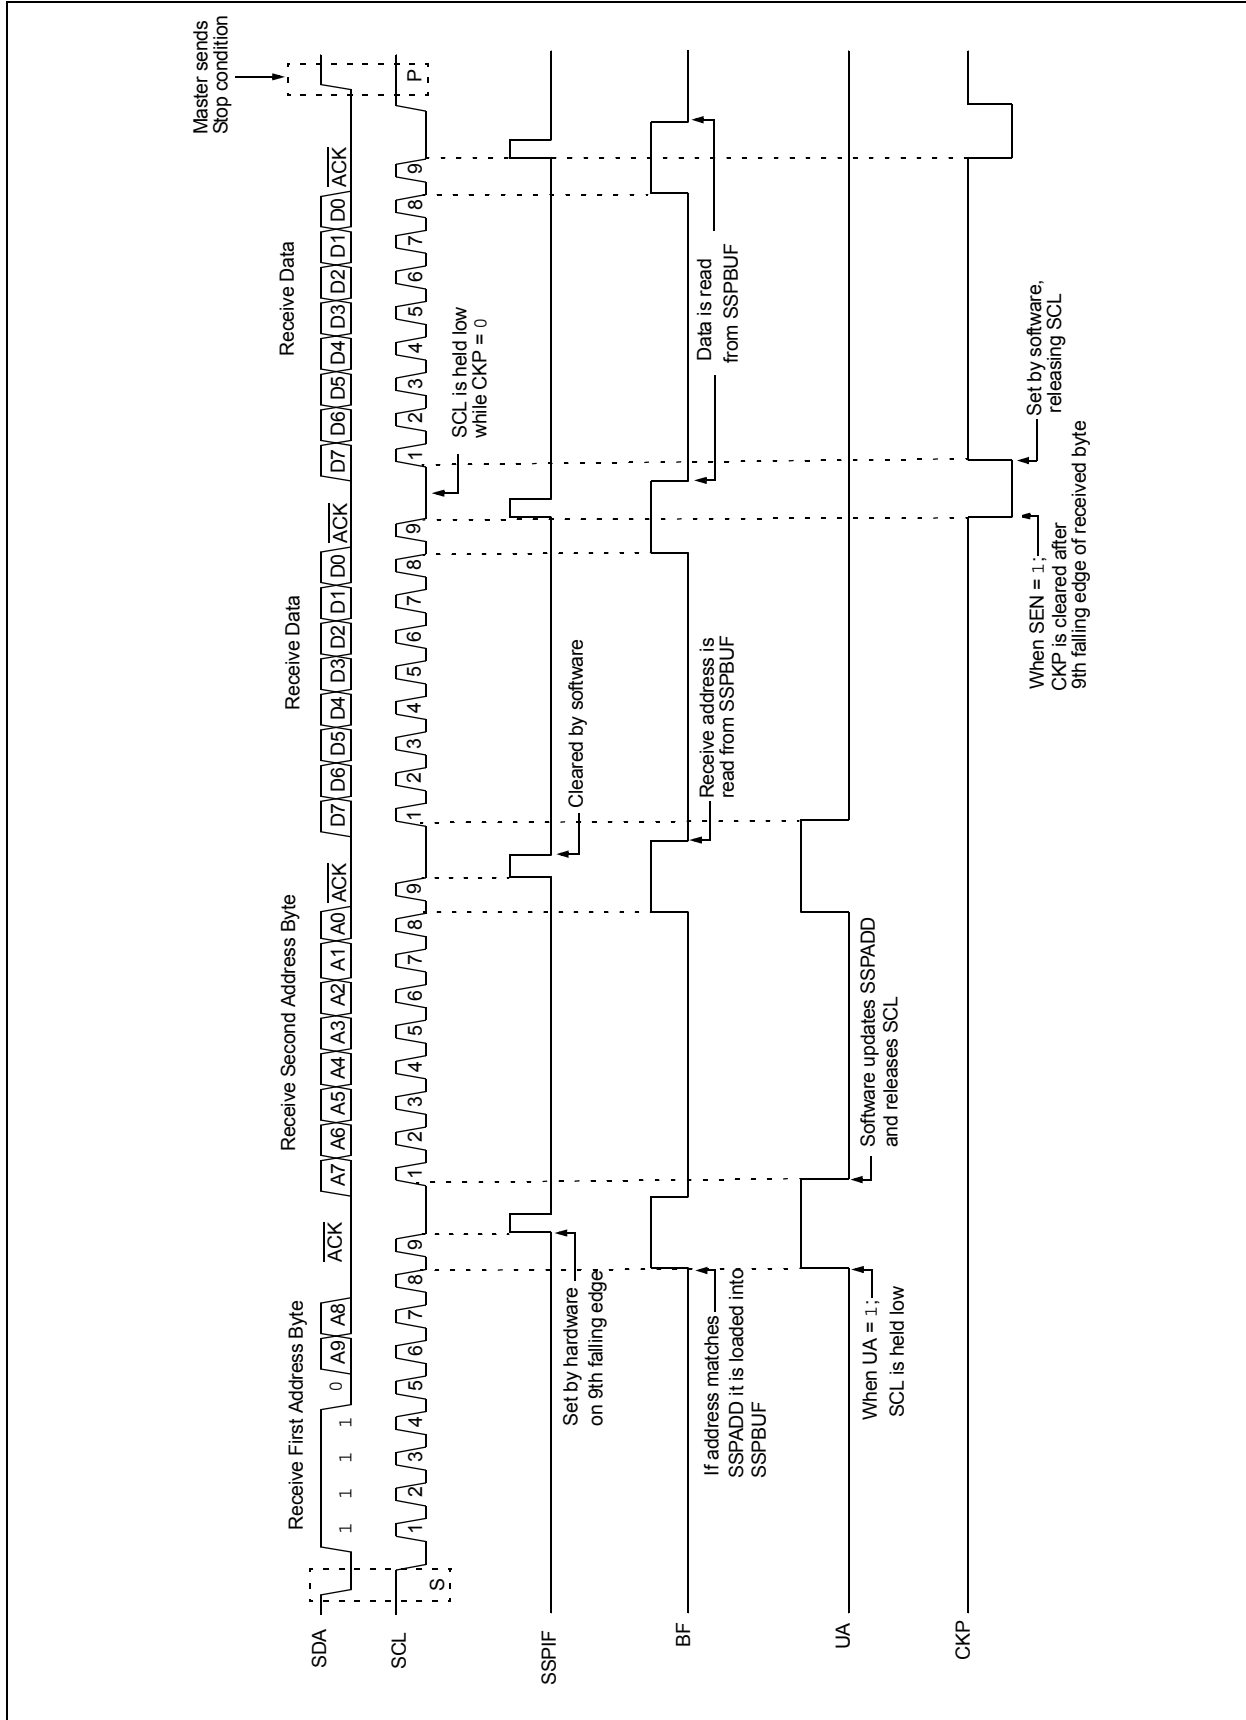 Master sends
Stop condition
Receive First Address Byte
Receive Second Address Byte
Receive Data
Receive Data
SDA
1 1 1 1 0 A9 A8 ACK A7 A6 A5 A4 A3 A2 A1 A0 ACK D7 D6 D5 D4 D3 D2 D1 D0 ACK D7 D6 D5 D4 D3 D2 D1 D0 ACK
SCL
S 1 2 3 4 5 6 7 8 9 1 2 3 4 5 6 7 8 9 1 2 3 4 5 6 7 8 9 1 2 3 4 5 6 7 8 9 P
SCL is held low
while CKP = 0
SSPIF
Set by hardware
on 9th falling edge
Cleared by software
BF
If address matches
SSPADD it is loaded into
SSPBUF
Receive address is
read from SSPBUF
Data is read
from SSPBUF
UA
When UA = 1;
SCL is held low
Software updates SSPADD
and releases SCL
CKP
When SEN = 1;
CKP is cleared after
9th falling edge of received byte
Set by software,
releasing SCL